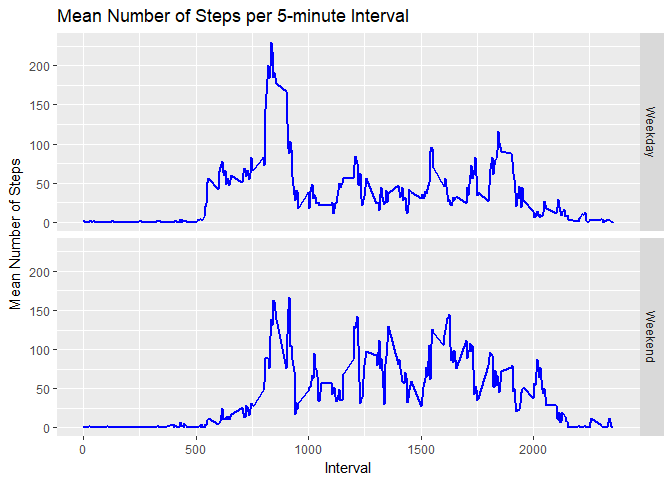 Mean Number of Steps per 5-minute Interval
Mean Number of Steps
200
150
100
50
0
Weekday
200
150
100
50
0
Weekend
0 500 1000 1500 2000
Interval